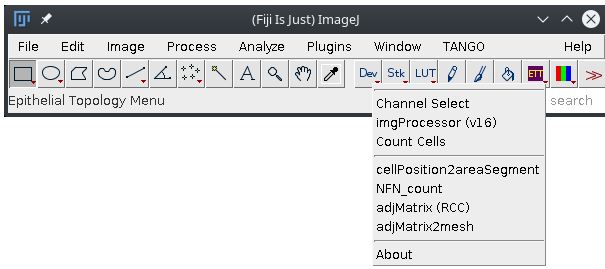 (Fiji Is Just) ImageJ
File Edit Image Process Analyze Plugins Window TANGO Help
A Dev Stk LUT ETT >>
Epithelial Topology Menu search
Channel Select
imgProcessor (v16)
Count Cells
cellPosition2areaSegment
NFN_count
adjMatrix (RCC)
adjMatrix2mesh
About